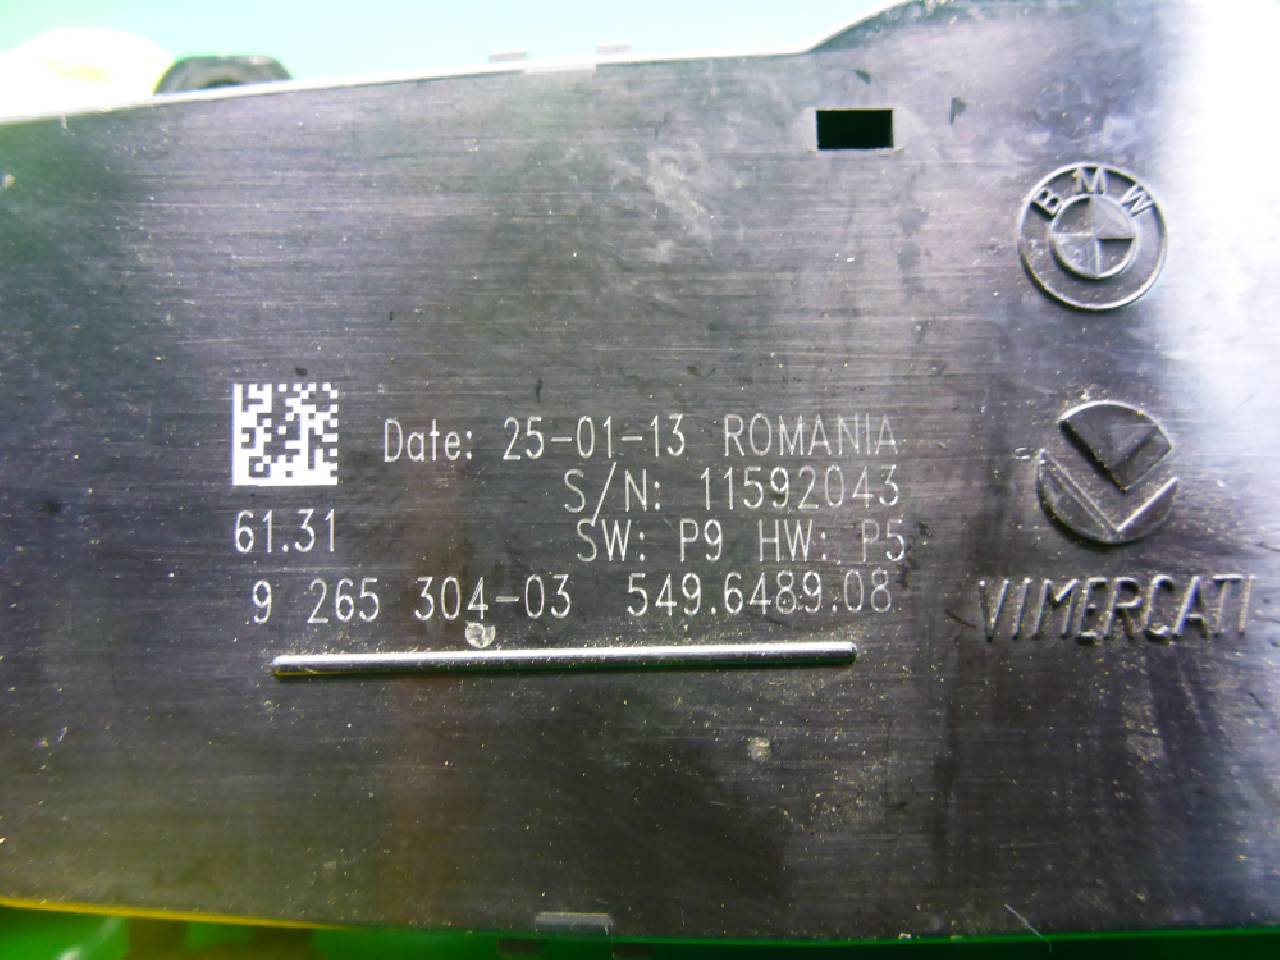 BMW
Date: 25-01-13 ROMANIA
S/N: 11592043
61.31
SW: P9 HW: P5
9 265 304-03 549.6489.08
VIMERCATI